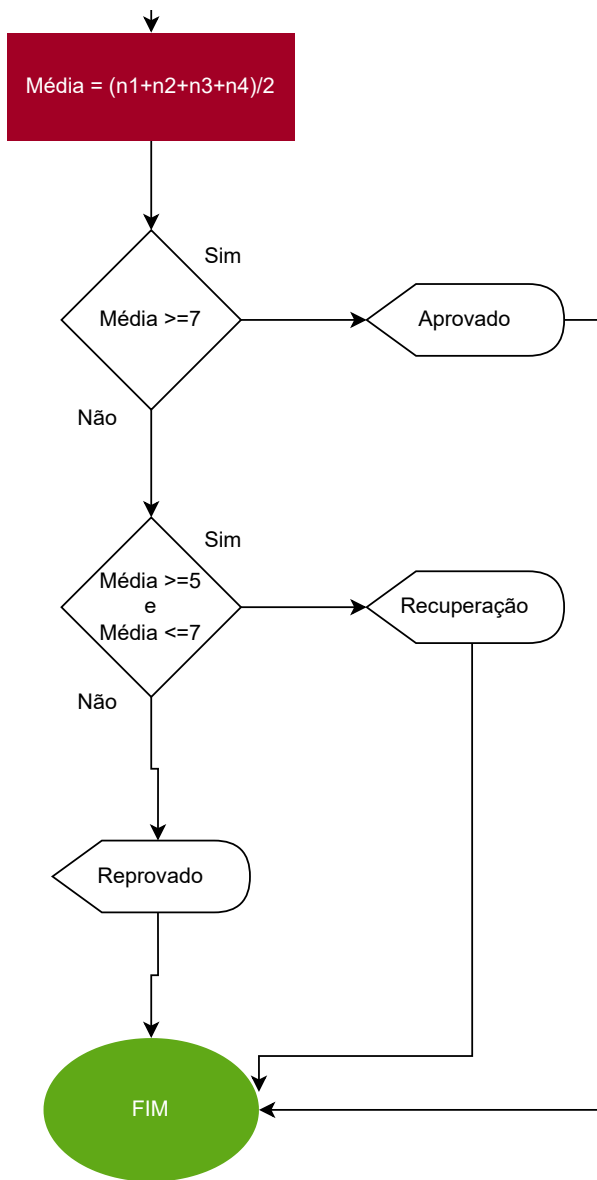 Média = (n1+n2+n3+n4)/2
Sim
Média >=7
Aprovado
Não
Sim
Média >=5
e
Média <=7
Recuperação
Não
Reprovado
FIM